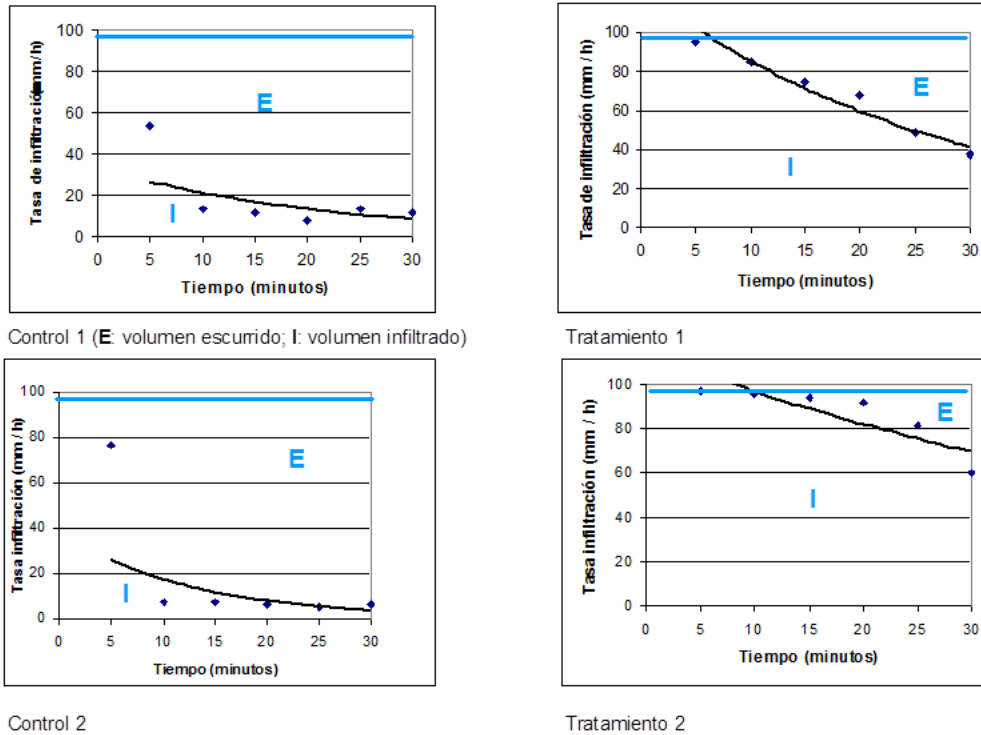 Tasa de infiltración(mm/h)
100
80
60
40
20
0
E
I
0 5 10 15 20 25 30
Tiempo (minutos)
Control 1 (E: volumen escurrido; I: volumen infiltrado)
Tasa de infiltración (mm / h)
100
80
60
40
20
0
E
I
0 5 10 15 20 25 30
Tiempo (minutos)
Tratamiento 1
Tasa infiltración (mm / h)
100
80
60
40
20
0
E
I
0 5 10 15 20 25 30
Tiempo (minutos)
Control 2
Tasa infiltración (mm / h)
100
80
60
40
20
0
E
I
0 5 10 15 20 25 30
Tiempo (minutos)
Tratamiento 2